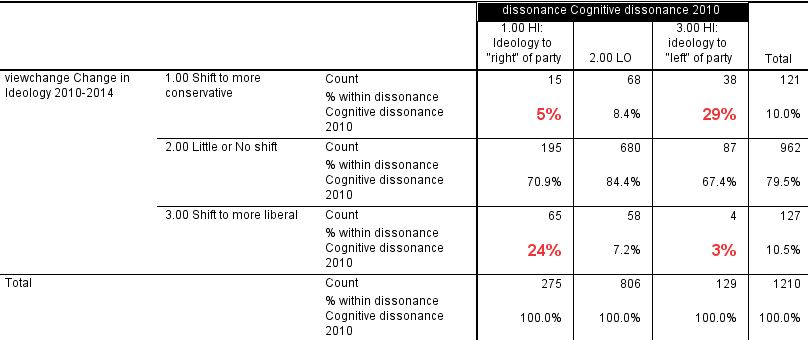 dissonance Cognitive dissonance 2010
1.00 HI: Ideology to "right" of party 2.00 LO 3.00 HI: ideology to "left" of party Total
viewchange Change in Ideology 2010-2014 1.00 Shift to more conservative Count 15 68 38 121
% within dissonance Cognitive dissonance 2010 5% 8.4% 29% 10.0%
2.00 Little or No shift Count 195 680 87 962
% within dissonance Cognitive dissonance 2010 70.9% 84.4% 67.4% 79.5%
3.00 Shift to more liberal Count 65 58 4 127
% within dissonance Cognitive dissonance 2010 24% 7.2% 3% 10.5%
Total Count 275 806 129 1210
% within dissonance Cognitive dissonance 2010 100.0% 100.0% 100.0% 100.0%